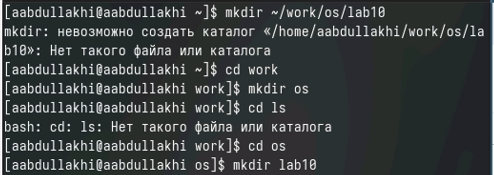 [aabdullakhi@aabdullakhi ~]$ mkdir ~/work/os/lab10
mkdir: невозможно создать каталог «/home/aabdullakhi/work/os/la
b10»: Нет такого файла или каталога
[aabdullakhi@aabdullakhi ~]$ cd work
[aabdullakhi@aabdullakhi work]$ mkdir os
[aabdullakhi@aabdullakhi work]$ cd ls
bash: cd: ls: Нет такого файла или каталога
[aabdullakhi@aabdullakhi work]$ cd os
[aabdullakhi@aabdullakhi os]$ mkdir lab10